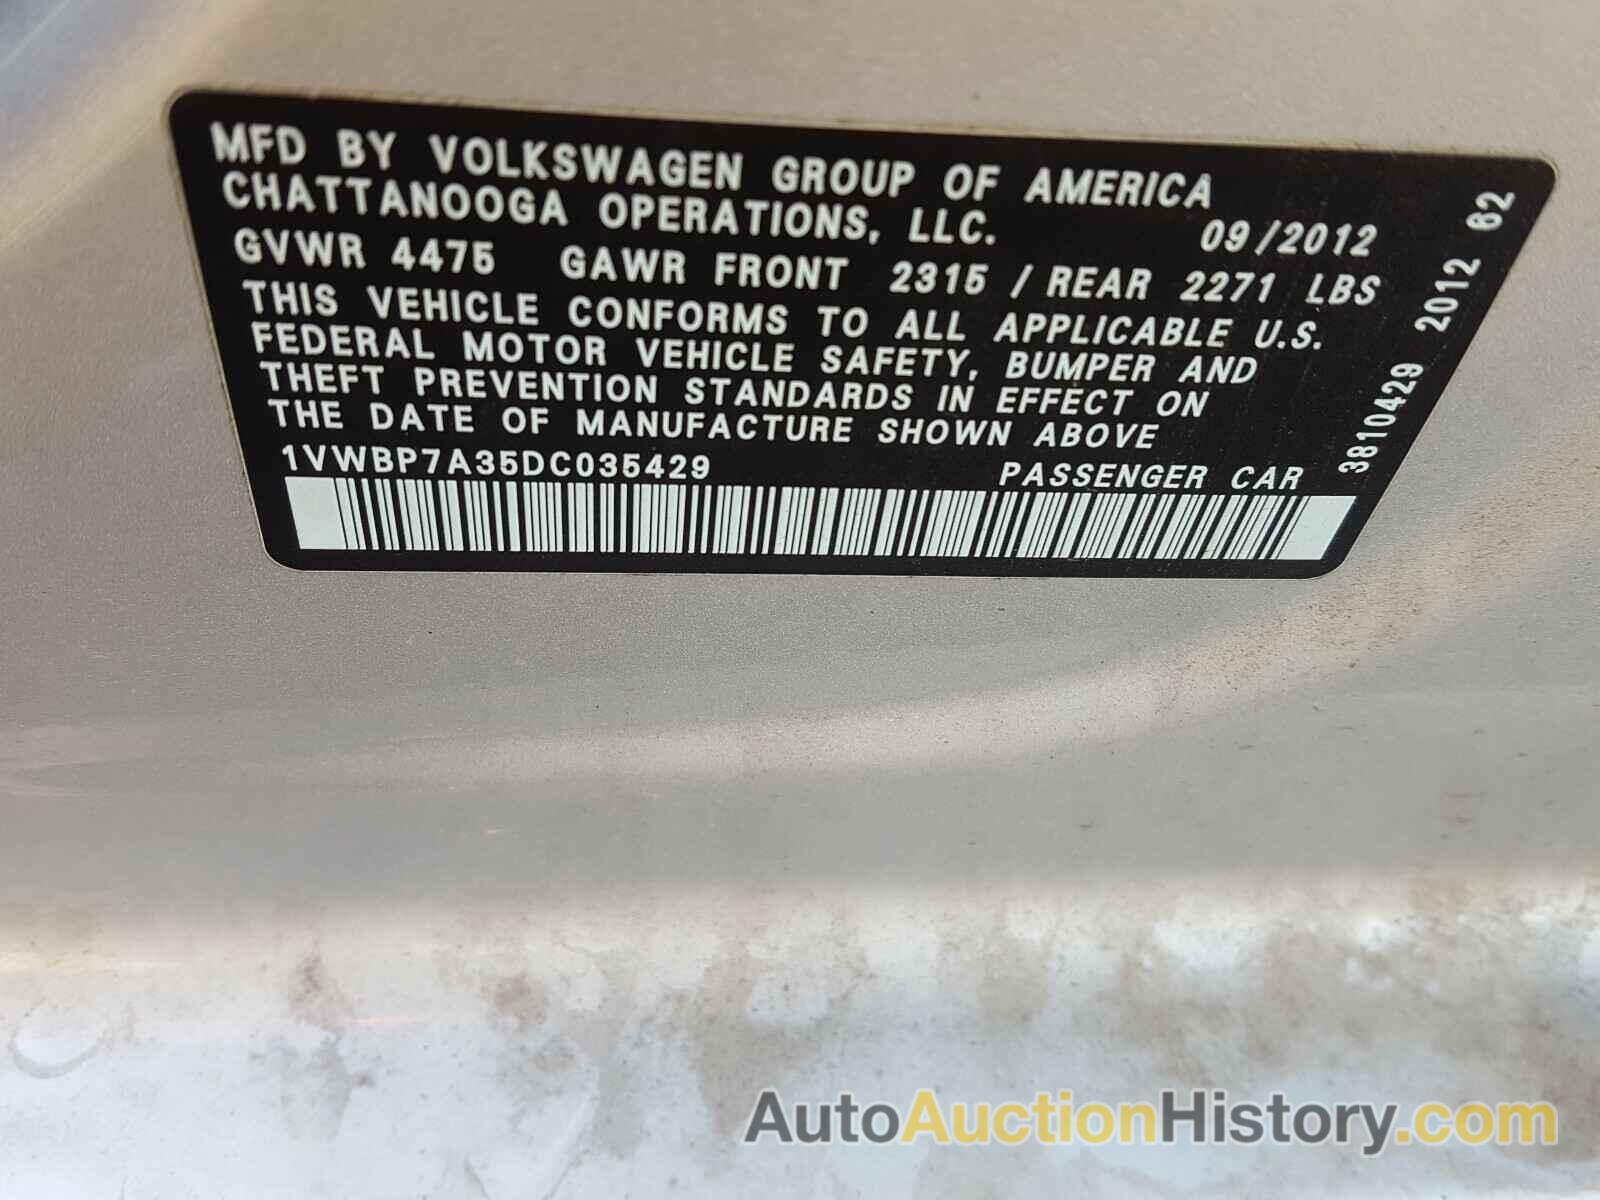 MFD BY VOLKSWAGEN GROUP OF AMERICA
CHATTANOOGA OPERATIONS, LLC. 09/2012
GVWR 4475 GAWR FRONT 2315 / REAR 2271 LBS
THIS VEHICLE CONFORMS TO ALL APPLICABLE U.S.
FEDERAL MOTOR VEHICLE SAFETY, BUMPER AND
THEFT PREVENTION STANDARDS IN EFFECT ON
THE DATE OF MANUFACTURE SHOWN ABOVE
1VWBP7A35DC035429 PASSENGER CAR
3810429 2012 62
AutoAuctionHistory.com